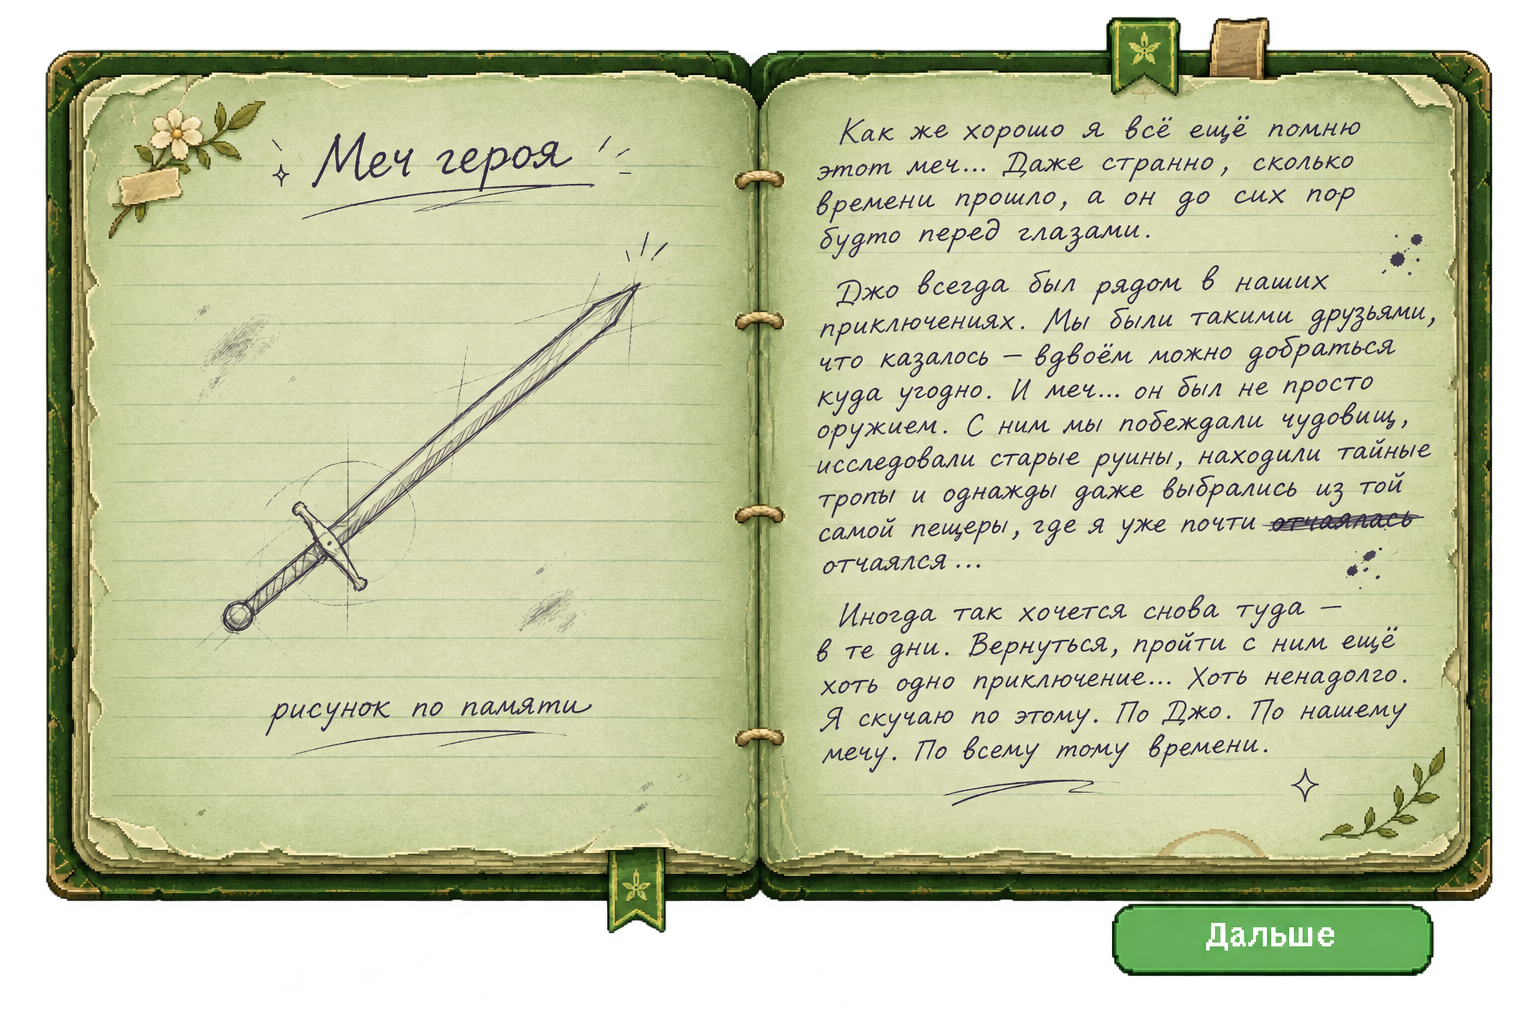 Меч героя
рисунок по памяти
Как же хорошо я всё ещё помню
этот меч... Даже странно, сколько
времени прошло, а он до сих пор
будто перед глазами.
Джо всегда был рядом в наших
приключениях. Мы были такими друзьями,
что казалось — вдвоём можно добраться
куда угодно. И меч... он был не просто
оружием. С ним мы побеждали чудовищ,
исследовали старые руины, находили тайные
тропы и однажды даже выбрались из той
самой пещеры, где я уже почти отчаялась
отчаялся...
Иногда так хочется снова туда —
в те дни. Вернуться, пройти с ним ещё
хоть одно приключение... Хоть ненадолго.
Я скучаю по этому. По Джо. По нашему
мечу. По всему тому времени.
Дальше